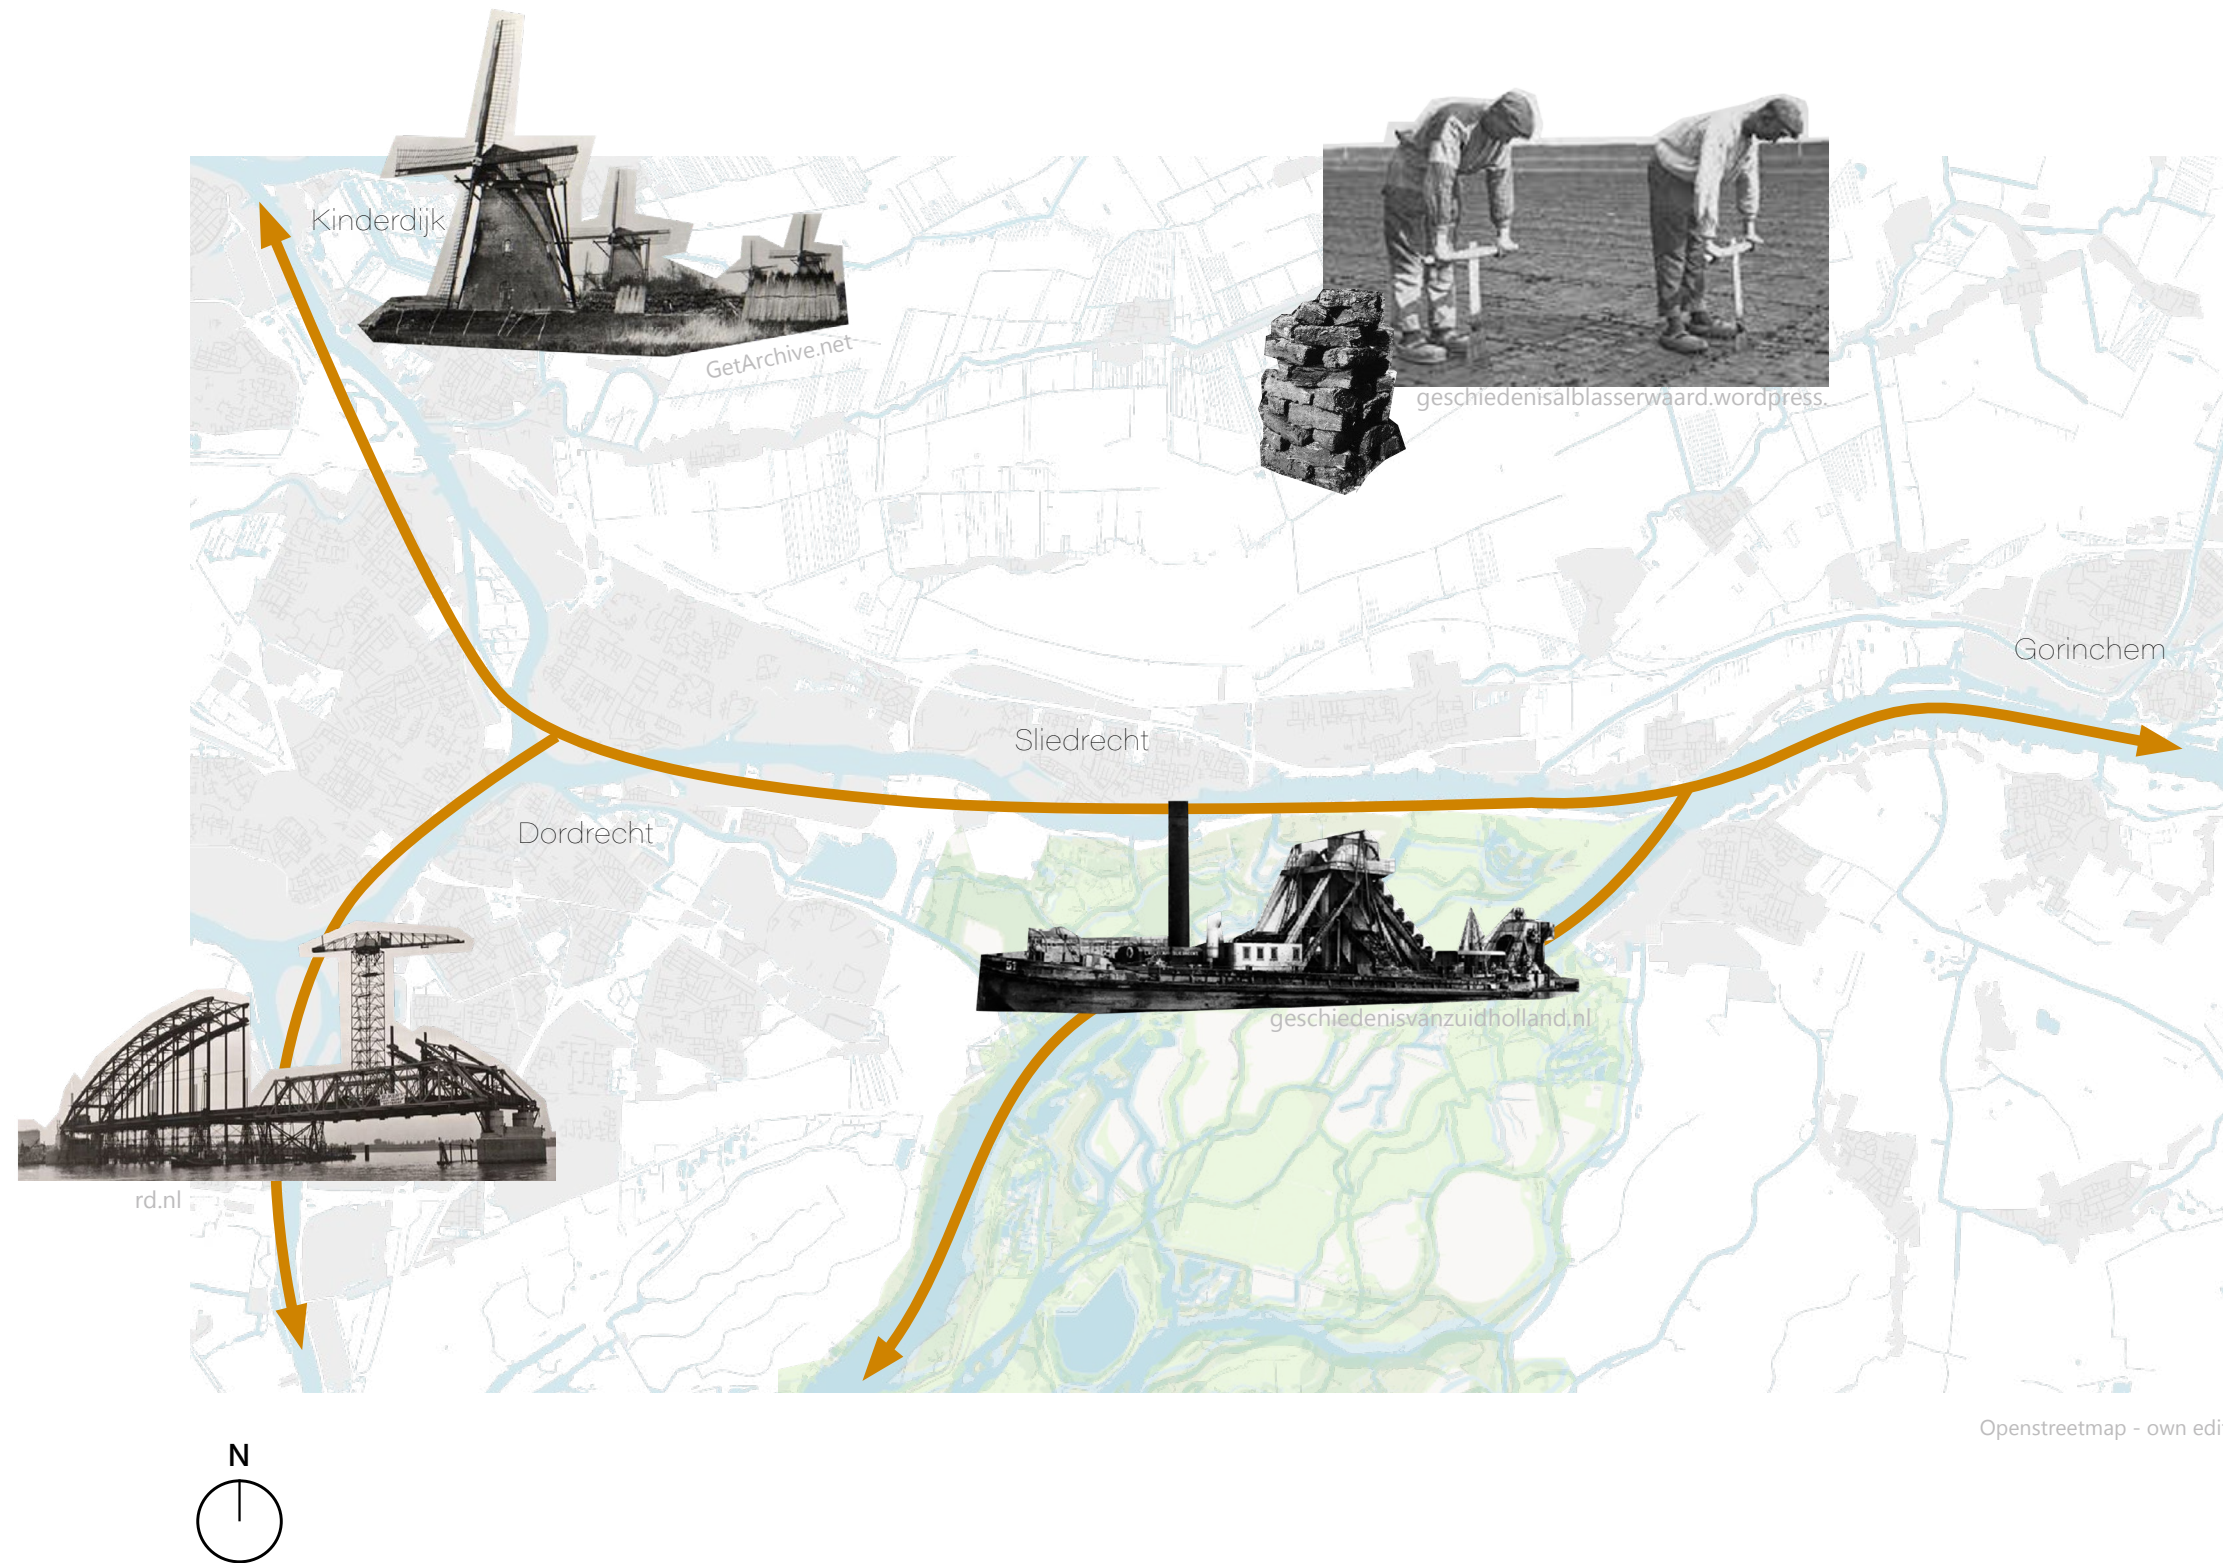 Kinderdijk
GetArchive.net
geschiedenisalblasserwaard.wordpress.
Gorinchem
Sliedrecht
Dordrecht
geschiedenisvanzuidholland.nl
rd.nl
Openstreetmap - own edi
N